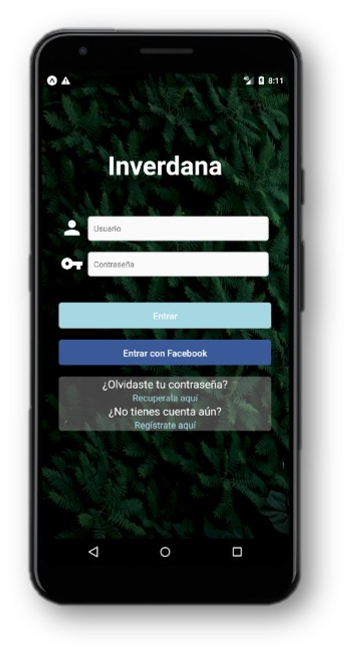 8:11
Inverdana
Usuario
Contraseña
Entrar
Entrar con Facebook
¿Olvidaste tu contraseña?
Recuperala aquí
¿No tienes cuenta aún?
Regístrate aquí